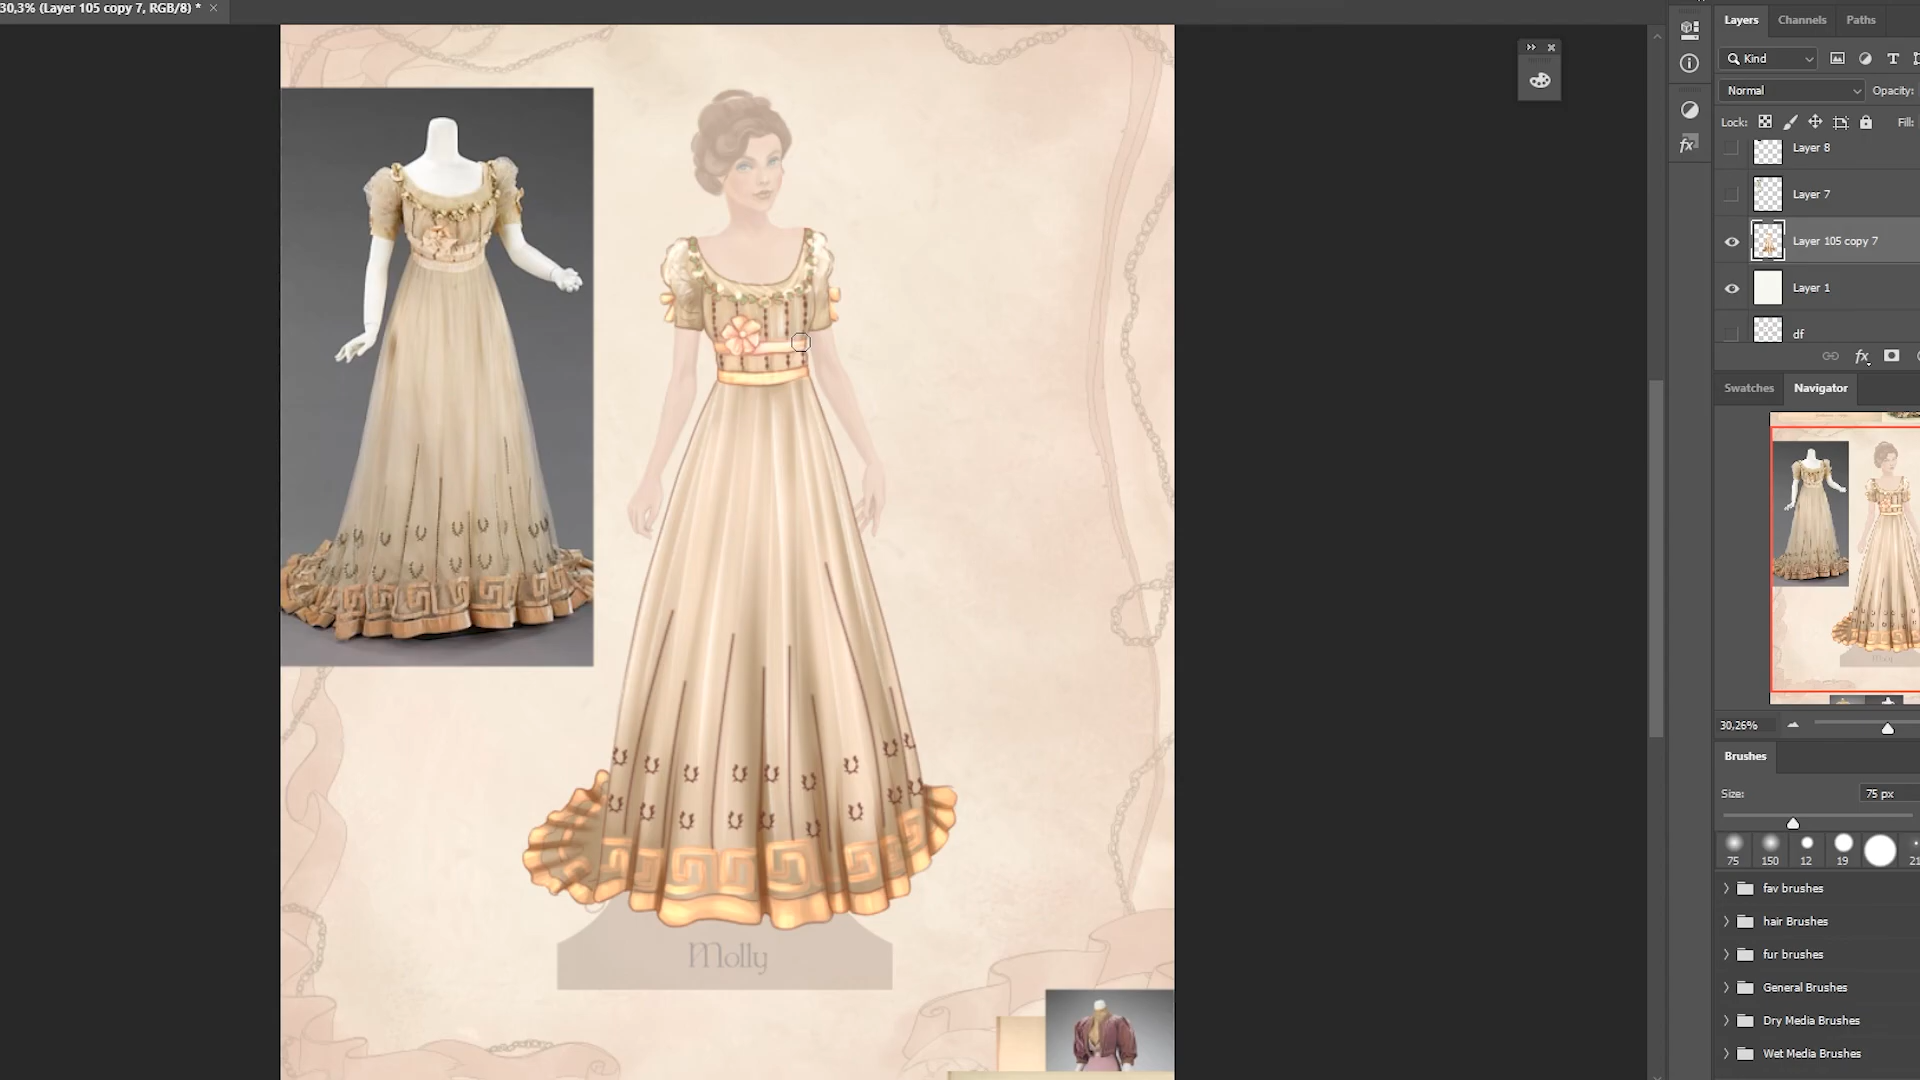 30,3% (Layer 105 copy 7, RGB/8) *
Layers Channels Paths
Kind
Normal Opacity:
Lock: Fill:
Layer 8
Layer 7
Layer 105 copy 7
Layer 1
df
fx
Swatches Navigator
30,26%
Brushes
Size: 75 px
75 150 12 19 21
fav brushes
hair Brushes
fur brushes
General Brushes
Dry Media Brushes
Wet Media Brushes
Molly